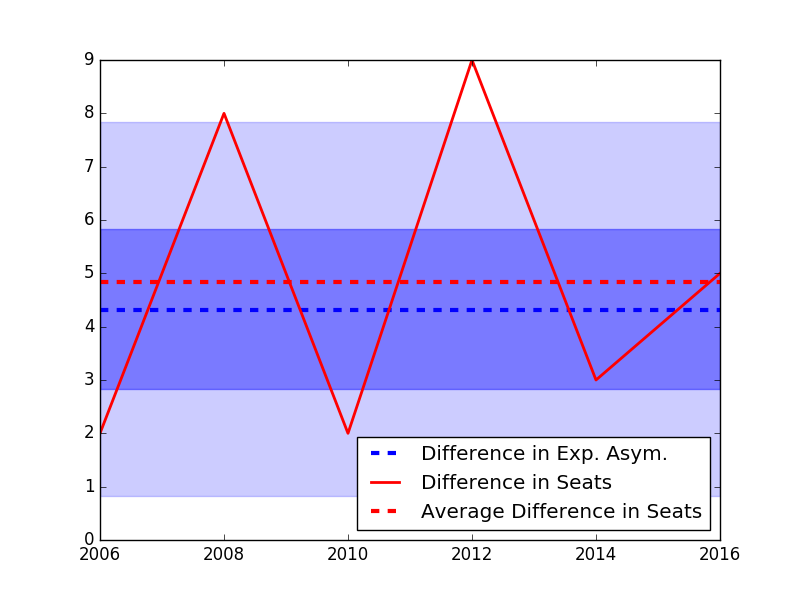 9
8
7
6
5
4
3
2
1
0
2006 2008 2010 2012 2014 2016
Difference in Exp. Asym.
Difference in Seats
Average Difference in Seats